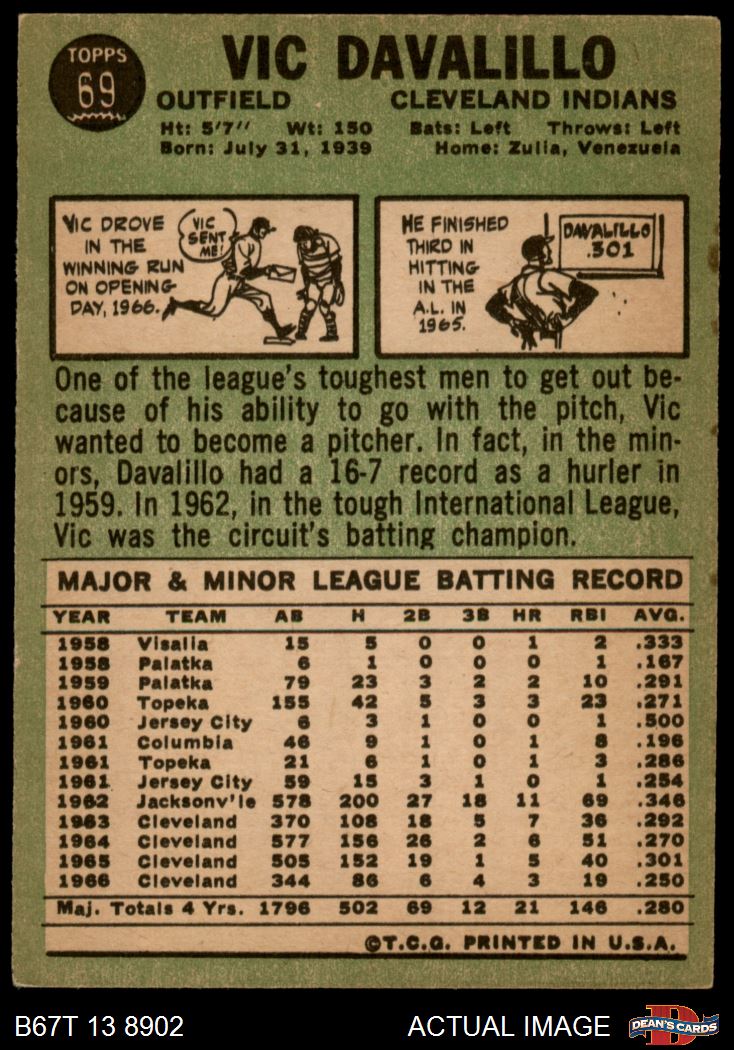 TOPPS
69
VIC DAVALILLO
OUTFIELD CLEVELAND INDIANS
Ht: 5'7" Wt: 150 Bats: Left Throws: Left
Born: July 31, 1939 Home: Zulia, Venezuela
VIC DROVE
IN THE
WINNING RUN
ON OPENING
DAY, 1966.
VIC
SENT
ME!
HE FINISHED
THIRD IN
HITTING
IN THE
A.L. IN
1965.
DAVALILLO
.301
One of the league's toughest men to get out be-
cause of his ability to go with the pitch, Vic
wanted to become a pitcher. In fact, in the min-
ors, Davalillo had a 16-7 record as a hurler in
1959. In 1962, in the tough International League,
Vic was the circuit's batting champion.
MAJOR & MINOR LEAGUE BATTING RECORD
YEAR TEAM AB H 2B 3B HR RBI AVG.
1958 Visalia 15 5 0 0 1 2 .333
1958 Palatka 6 1 0 0 0 1 .167
1959 Palatka 79 23 3 2 2 10 .291
1960 Topeka 155 42 5 3 3 23 .271
1960 Jersey City 6 3 1 0 0 1 .500
1961 Columbia 46 9 1 0 1 8 .196
1961 Topeka 21 6 1 0 1 3 .286
1961 Jersey City 59 15 3 1 0 1 .254
1962 Jacksonv'le 578 200 27 18 11 69 .346
1963 Cleveland 370 108 18 5 7 36 .292
1964 Cleveland 577 156 26 2 6 51 .270
1965 Cleveland 505 152 19 1 5 40 .301
1966 Cleveland 344 86 6 4 3 19 .250
Maj. Totals 4 Yrs. 1796 502 69 12 21 146 .280
©T.C.G. PRINTED IN U.S.A.
B67T 13 8902 ACTUAL IMAGE DEAN'S CARDS